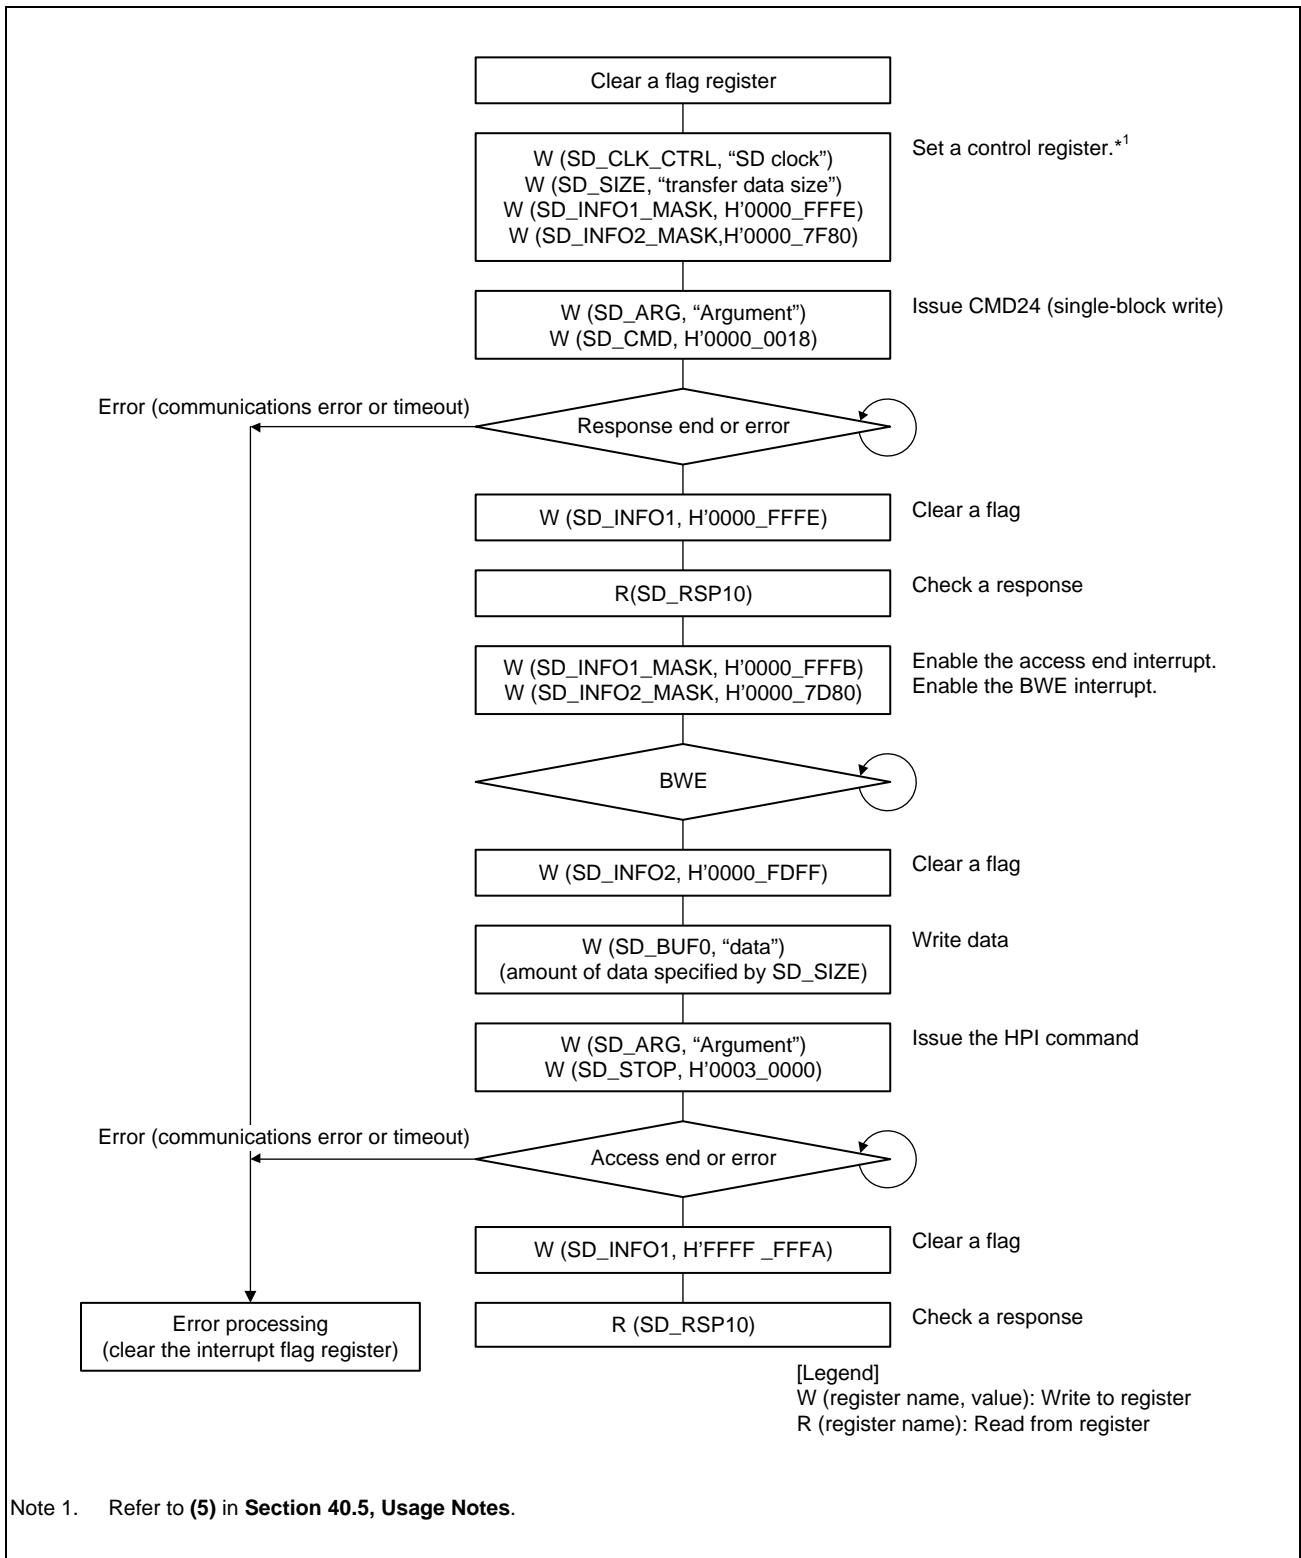 Clear a flag register
W (SD_CLK_CTRL, “SD clock”)
W (SD_SIZE, “transfer data size”)
W (SD_INFO1_MASK, H’0000_FFFE)
W (SD_INFO2_MASK,H’0000_7F80)
Set a control register.*1
W (SD_ARG, “Argument”)
W (SD_CMD, H’0000_0018)
Issue CMD24 (single-block write)
Error (communications error or timeout)
Response end or error
W (SD_INFO1, H’0000_FFFE)
Clear a flag
R(SD_RSP10)
Check a response
W (SD_INFO1_MASK, H’0000_FFFB)
W (SD_INFO2_MASK, H’0000_7D80)
Enable the access end interrupt.
Enable the BWE interrupt.
BWE
W (SD_INFO2, H’0000_FDFF)
Clear a flag
W (SD_BUF0, “data”)
(amount of data specified by SD_SIZE)
Write data
W (SD_ARG, “Argument”)
W (SD_STOP, H’0003_0000)
Issue the HPI command
Error (communications error or timeout)
Access end or error
W (SD_INFO1, H’FFFF _FFFA)
Clear a flag
Error processing
(clear the interrupt flag register)
R (SD_RSP10)
Check a response
[Legend]
W (register name, value): Write to register
R (register name): Read from register
Note 1. Refer to (5) in Section 40.5, Usage Notes.